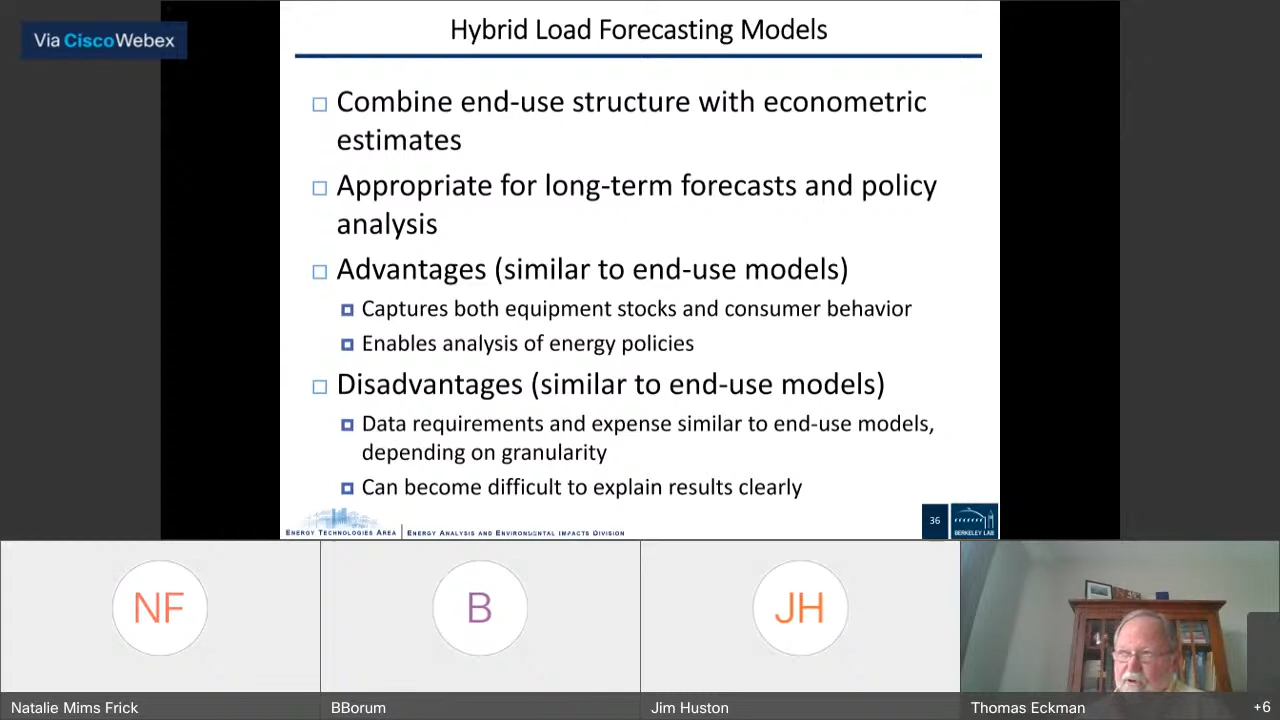 Via CiscoWebex
Hybrid Load Forecasting Models
Combine end-use structure with econometric
estimates
Appropriate for long-term forecasts and policy
analysis
Advantages (similar to end-use models)
Captures both equipment stocks and consumer behavior
Enables analysis of energy policies
Disadvantages (similar to end-use models)
Data requirements and expense similar to end-use models,
depending on granularity
Can become difficult to explain results clearly
ENERGY TECHNOLOGIES AREA ENERGY ANALYSIS AND ENVIRONMENTAL IMPACTS DIVISION
36
BERKELEY LAB
NF
B
JH
Natalie Mims Frick
BBorum
Jim Huston
Thomas Eckman
+6